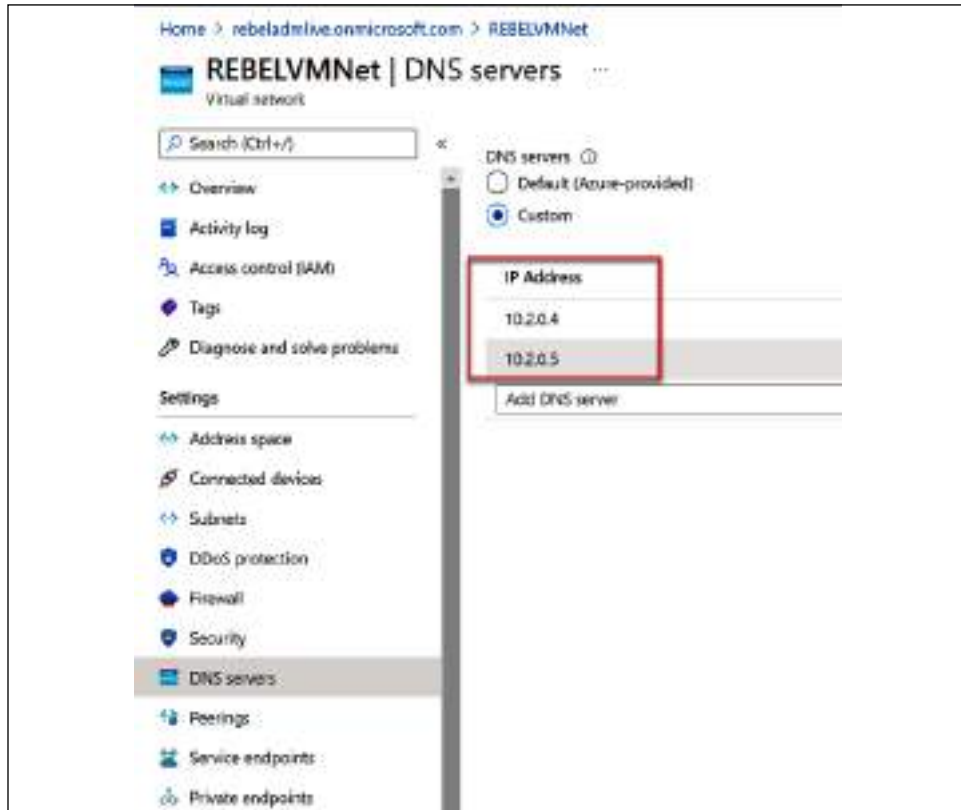 Home > rebeladmlive.onmicrosoft.com > REBELVMNet
REBELVMNet | DNS servers ...
Virtual network
Search (Ctrl+/)
«
Overview
Activity log
Access control (IAM)
Tags
Diagnose and solve problems
Settings
Address space
Connected devices
Subnets
DDoS protection
Firewall
Security
DNS servers
Peerings
Service endpoints
Private endpoints
DNS servers
Default (Azure-provided)
Custom
IP Address
10.2.0.4
10.2.0.5
Add DNS server